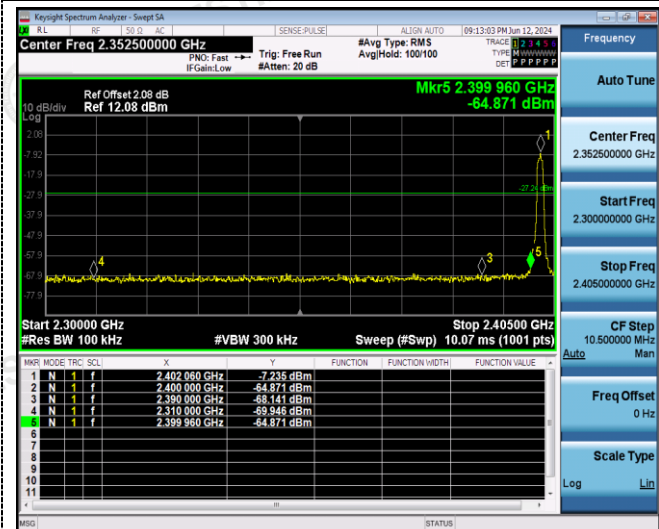 Keysight Spectrum Analyzer - Swept SA
RL RF 50 Ω AC SENSE:PULSE ALIGN AUTO 09:13:03 PM Jun 12, 2024
Center Freq 2.352500000 GHz
#Avg Type: RMS
TRACE 1 2 3 4 5 6
PNO: Fast Trig: Free Run Avg|Hold: 100/100 TYPE M W W W W W
IFGain:Low #Atten: 20 dB DET P P P P P P
Mkr5 2.399 960 GHz
-64.871 dBm
Ref Offset 2.08 dB
10 dB/div Ref 12.08 dBm
Log
2.08
-7.92
-17.9
-27.9
-37.9
-47.9
-57.9
-67.9
-77.9
1
-27.24 dBm
4
3
5
Start 2.30000 GHz Stop 2.40500 GHz
#Res BW 100 kHz #VBW 300 kHz Sweep (#Swp) 10.07 ms (1001 pts)
MKR MODE TRC SCL X Y FUNCTION FUNCTION WIDTH FUNCTION VALUE
1 N 1 f 2.402 060 GHz -7.235 dBm
2 N 1 f 2.400 000 GHz -64.871 dBm
3 N 1 f 2.390 000 GHz -68.141 dBm
4 N 1 f 2.310 000 GHz -69.946 dBm
5 N 1 f 2.399 960 GHz -64.871 dBm
6
7
8
9
10
11
MSG STATUS
Frequency
Auto Tune
Center Freq
2.352500000 GHz
Start Freq
2.300000000 GHz
Stop Freq
2.405000000 GHz
CF Step
10.500000 MHz
Auto Man
Freq Offset
0 Hz
Scale Type
Log Lin